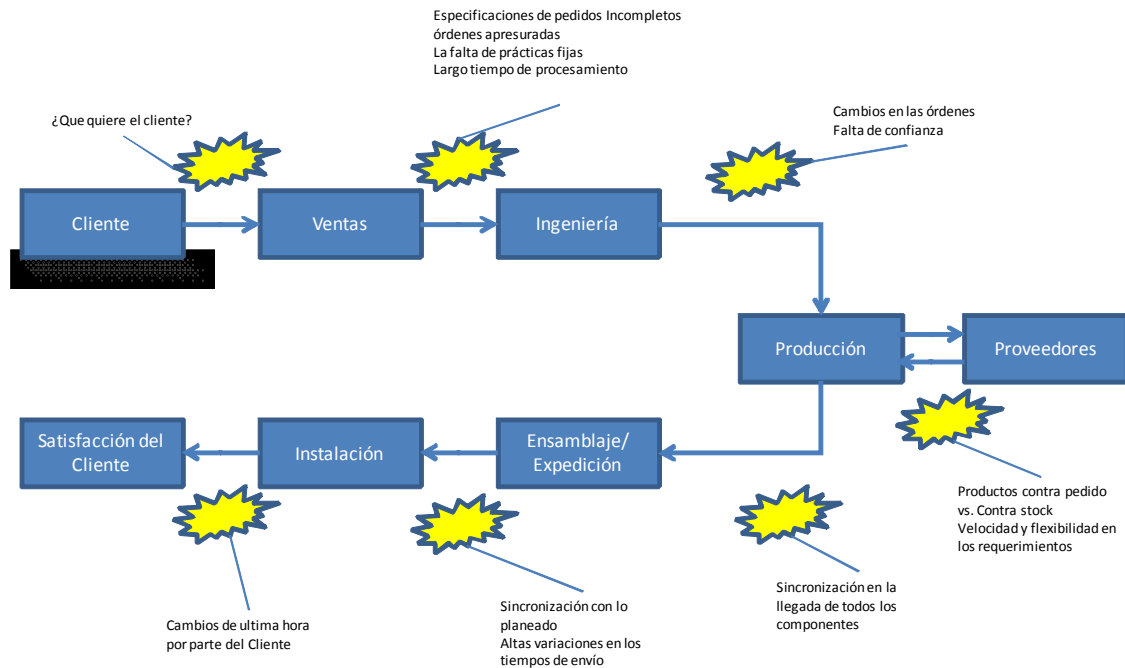 Especificaciones de pedidos Incompletos
órdenes apresuradas
La falta de prácticas fijas
Largo tiempo de procesamiento
¿Que quiere el cliente?
Cambios en las órdenes
Falta de confianza
Cliente
Ventas
Ingeniería
Producción
Proveedores
Satisfacción del
Cliente
Instalación
Ensamblaje/
Expedición
Productos contra pedido
vs. Contra stock
Velocidad y flexibilidad en
los requerimientos
Cambios de ultima hora
por parte del Cliente
Sincronización con lo
planeado
Altas variaciones en los
tiempos de envío
Sincronización en la
llegada de todos los
componentes